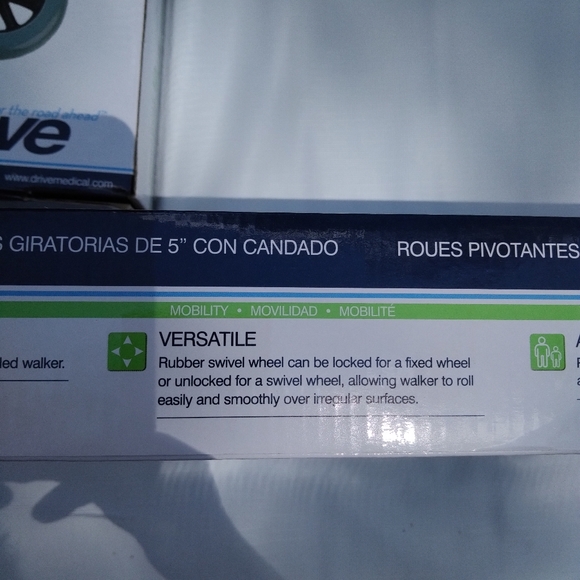 r the road ahead
ve
www.drivemedical.com
S GIRATORIAS DE 5” CON CANDADO ROUES PIVOTANTES
MOBILITY • MOVILIDAD • MOBILITÉ
led walker.
VERSATILE
Rubber swivel wheel can be locked for a fixed wheel
or unlocked for a swivel wheel, allowing walker to roll
easily and smoothly over irregular surfaces.